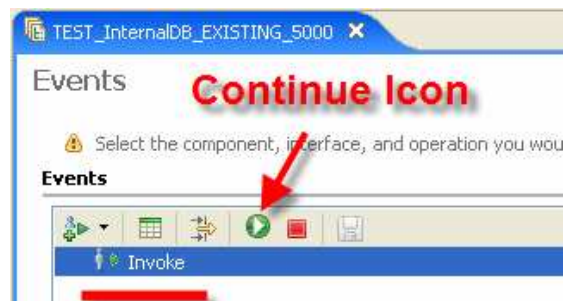 TEST_InternalDB_EXISTING_5000
Events
Continue Icon
Select the component, interface, and operation you wou
Events
Invoke